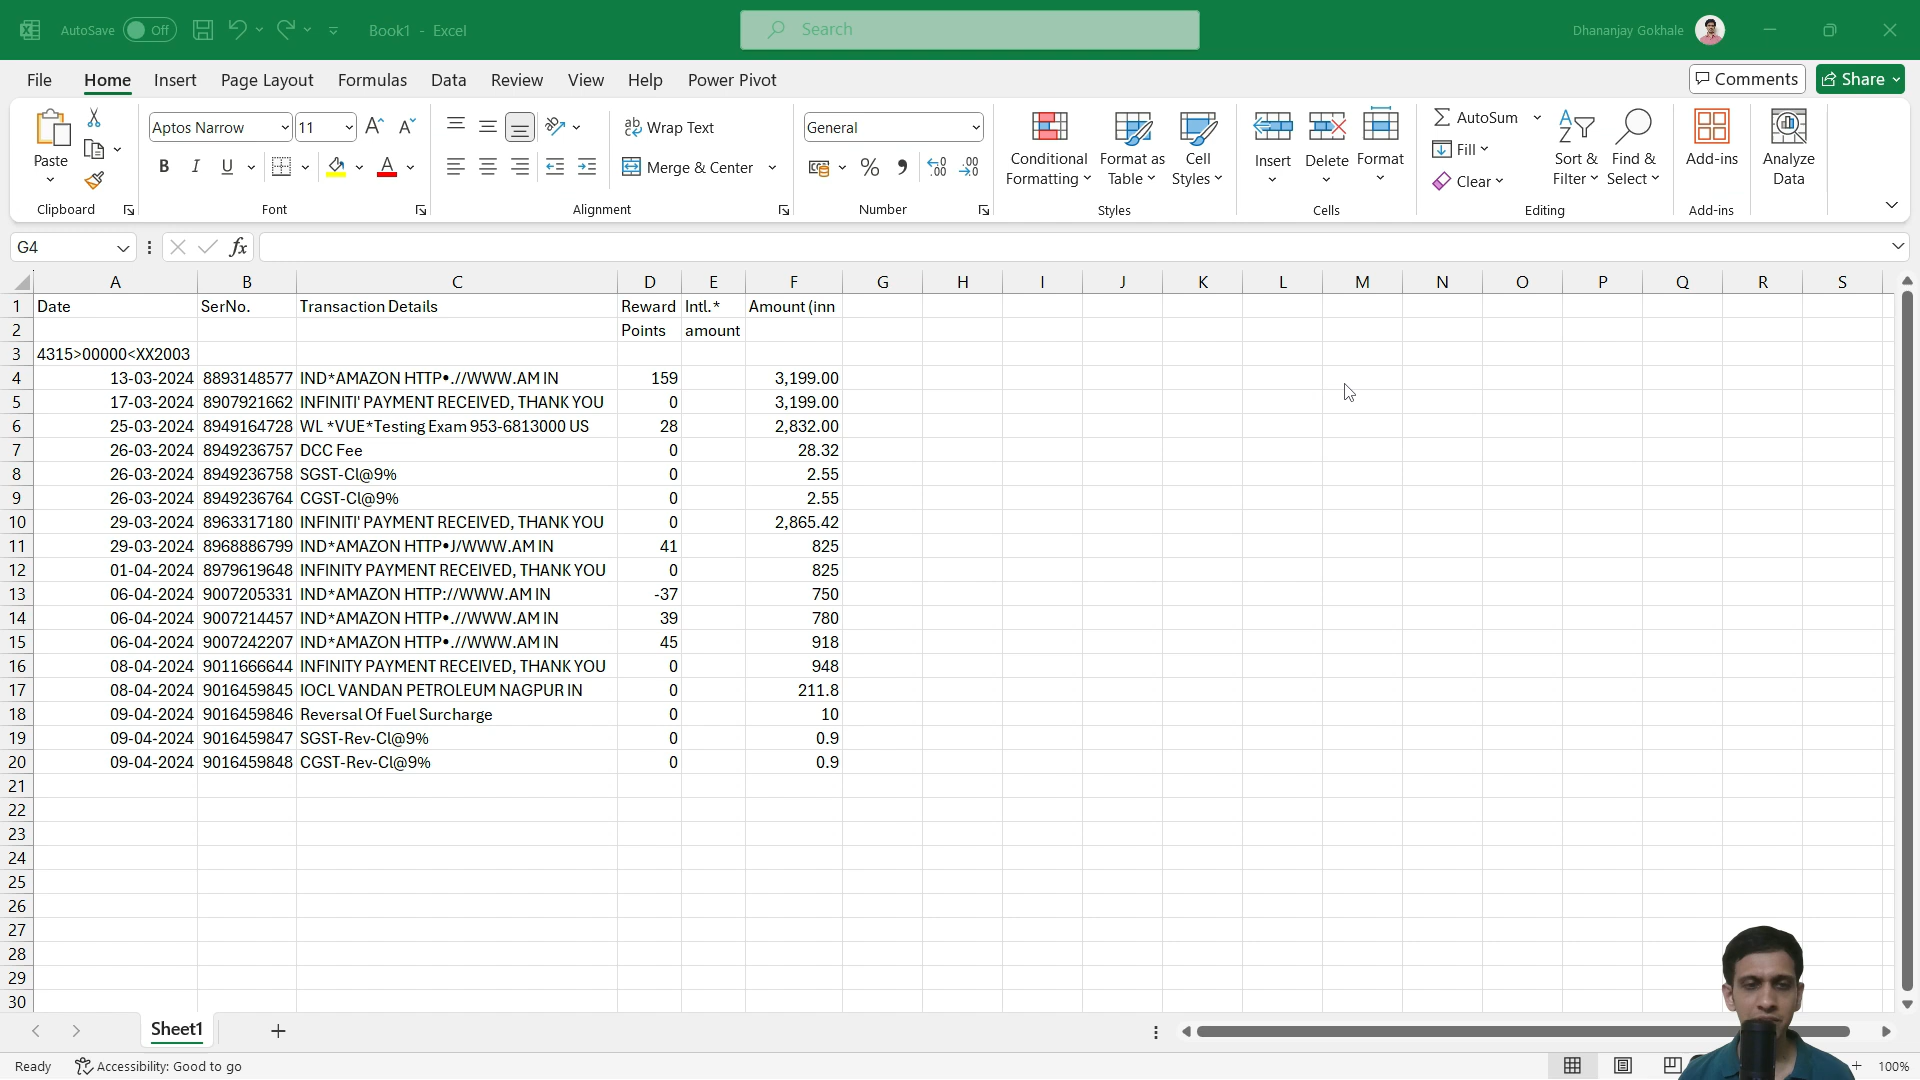 AutoSave Off Book1 - Excel Search Dhananjay Gokhale
File Home Insert Page Layout Formulas Data Review View Help Power Pivot Comments Share
Paste
Clipboard
Aptos Narrow 11
B I U A
Font
Wrap Text
Merge & Center
Alignment
General
Number
Conditional Formatting
Format as Table
Cell Styles
Styles
Insert Delete Format
Cells
AutoSum
Fill
Clear
Sort & Filter
Find & Select
Editing
Add-ins
Add-ins
Analyze Data
G4 fx
A B C D E F G H I J K L M N O P Q R S
1 Date SerNo. Transaction Details Reward Intl.* Amount (inn
2 Points amount
3 4315>00000<XX2003
4 13-03-2024 8893148577 IND*AMAZON HTTP•.//WWW.AM IN 159 3,199.00
5 17-03-2024 8907921662 INFINITI' PAYMENT RECEIVED, THANK YOU 0 3,199.00
6 25-03-2024 8949164728 WL *VUE*Testing Exam 953-6813000 US 28 2,832.00
7 26-03-2024 8949236757 DCC Fee 0 28.32
8 26-03-2024 8949236758 SGST-Cl@9% 0 2.55
9 26-03-2024 8949236764 CGST-Cl@9% 0 2.55
10 29-03-2024 8963317180 INFINITI' PAYMENT RECEIVED, THANK YOU 0 2,865.42
11 29-03-2024 8968886799 IND*AMAZON HTTP•J/WWW.AM IN 41 825
12 01-04-2024 8979619648 INFINITY PAYMENT RECEIVED, THANK YOU 0 825
13 06-04-2024 9007205331 IND*AMAZON HTTP://WWW.AM IN -37 750
14 06-04-2024 9007214457 IND*AMAZON HTTP•.//WWW.AM IN 39 780
15 06-04-2024 9007242207 IND*AMAZON HTTP•.//WWW.AM IN 45 918
16 08-04-2024 9011666644 INFINITY PAYMENT RECEIVED, THANK YOU 0 948
17 08-04-2024 9016459845 IOCL VANDAN PETROLEUM NAGPUR IN 0 211.8
18 09-04-2024 9016459846 Reversal Of Fuel Surcharge 0 10
19 09-04-2024 9016459847 SGST-Rev-Cl@9% 0 0.9
20 09-04-2024 9016459848 CGST-Rev-Cl@9% 0 0.9
21
22
23
24
25
26
27
28
29
30
Sheet1
Ready Accessibility: Good to go 100%